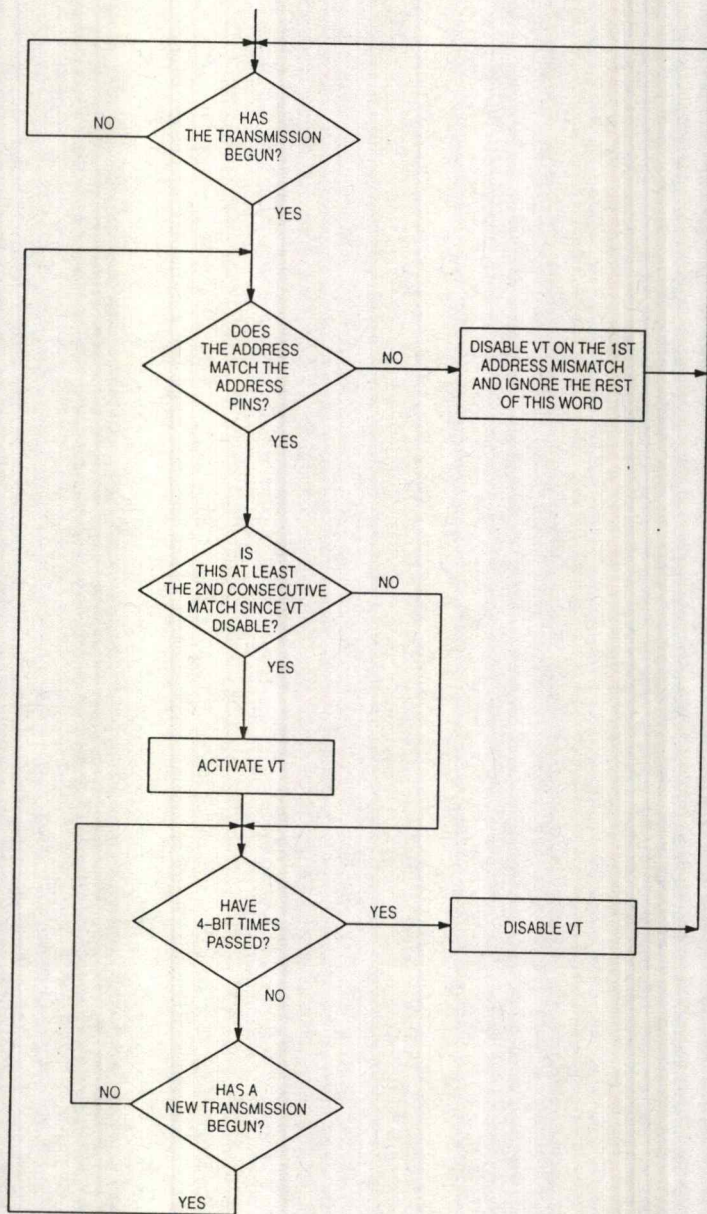 HAS
THE TRANSMISSION
BEGUN?
NO
YES
DOES
THE ADDRESS
MATCH THE
ADDRESS
PINS?
NO
DISABLE VT ON THE 1ST
ADDRESS MISMATCH
AND IGNORE THE REST
OF THIS WORD
YES
IS
THIS AT LEAST
THE 2ND CONSECUTIVE
MATCH SINCE VT
DISABLE?
NO
YES
ACTIVATE VT
HAVE
4-BIT TIMES
PASSED?
YES
DISABLE VT
NO
HAS A
NEW TRANSMISSION
BEGUN?
NO
YES